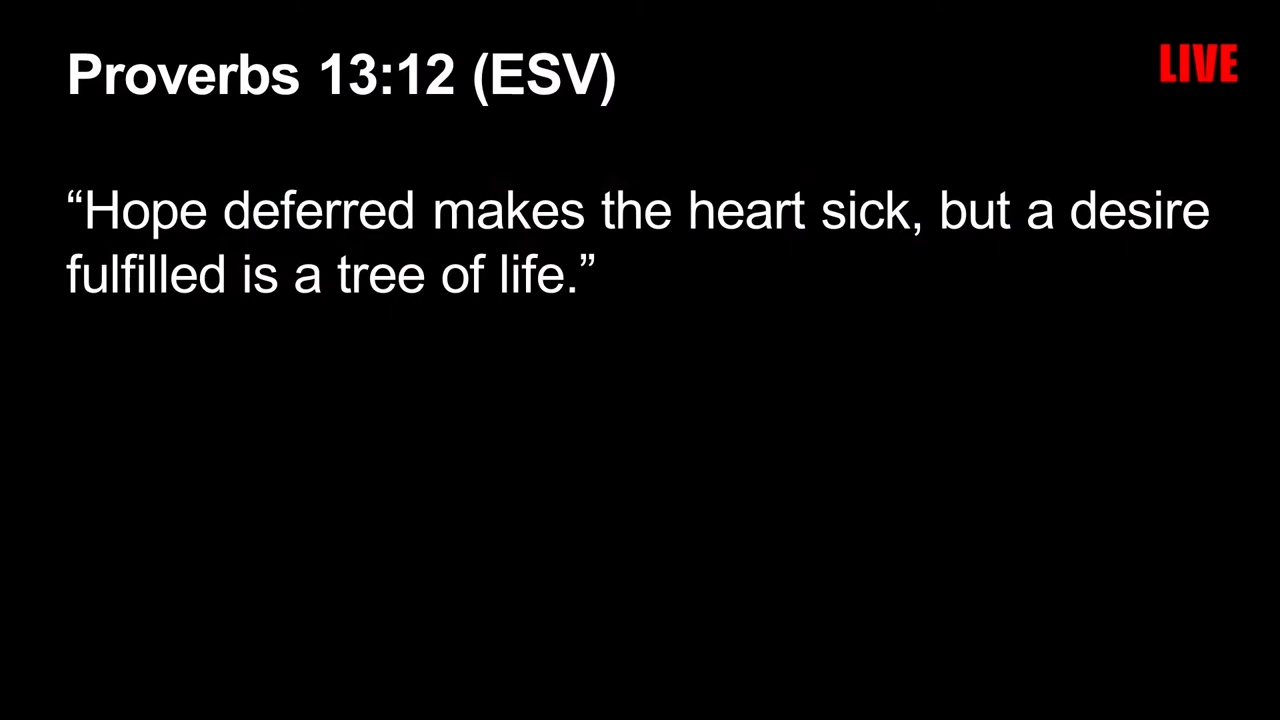 Proverbs 13:12 (ESV)
LIVE
“Hope deferred makes the heart sick, but a desire
fulfilled is a tree of life.”